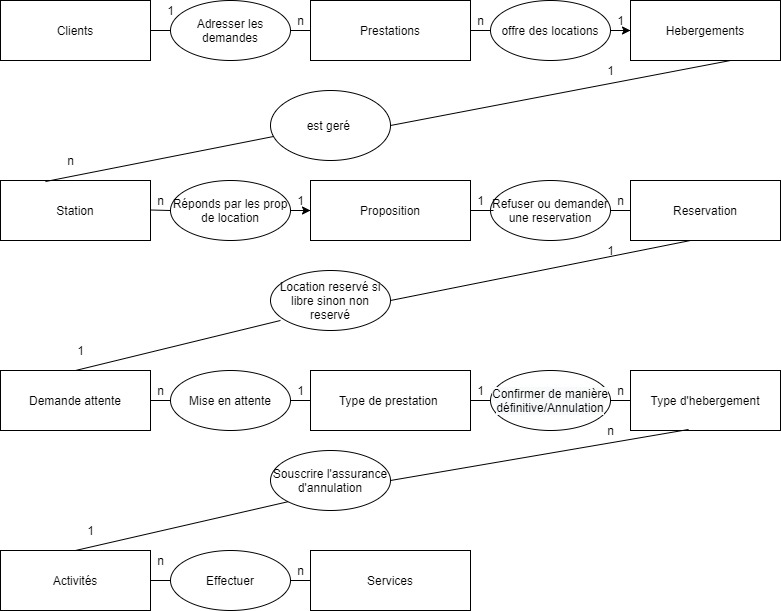 Clients
1
Adresser les
demandes
n
Prestations
n
offre des locations
1
Hebergements
1
est geré
n
Station
n
Réponds par les prop
de location
1
Proposition
1
Refuser ou demander
une reservation
n
Reservation
1
Location reservé si
libre sinon non
reservé
1
Demande attente
n
Mise en attente
1
Type de prestation
1
Confirmer de manière
définitive/Annulation
n
Type d'hebergement
n
Souscrire l'assurance
d'annulation
1
Activités
n
Effectuer
n
Services